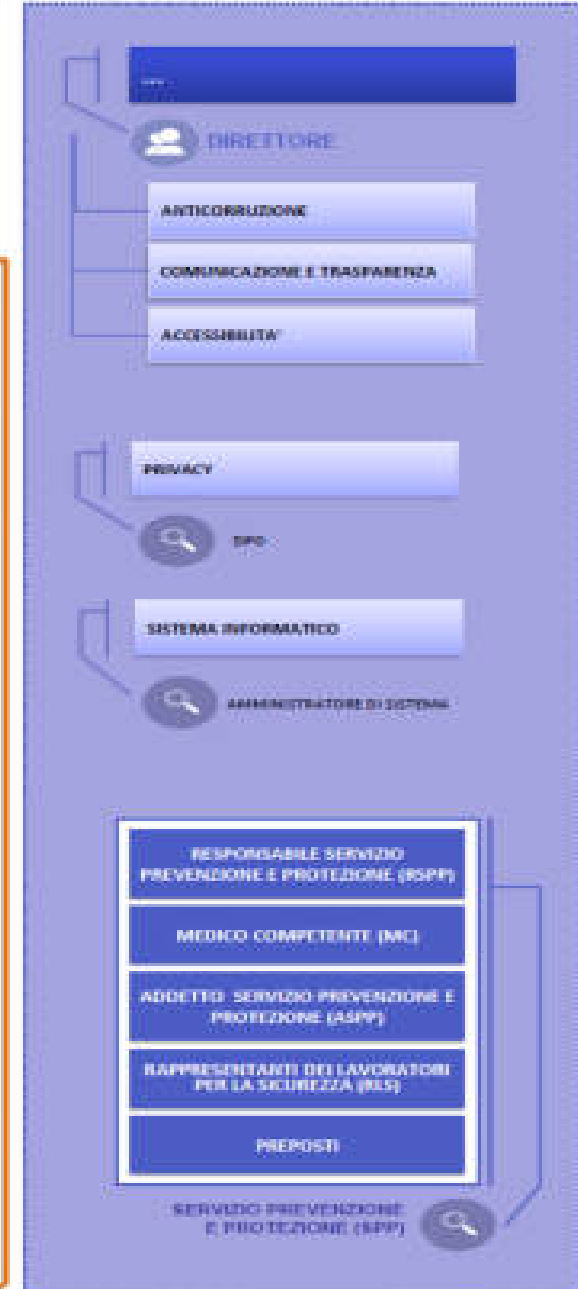 DIRETTORE
ANTICORRUZIONE
COMUNICAZIONE E TRASPARENZA
ACCESSIBILITA'
PRIVACY
DPO
SISTEMA INFORMATICO
AMMINISTRATORE DI SISTEMA
RESPONSABILE SERVIZIO
PREVENZIONE E PROTEZIONE (RSPP)
MEDICO COMPETENTE (MC)
ADDETTO SERVIZIO PREVENZIONE E
PROTEZIONE (ASPP)
RAPPRESENTANTI DEI LAVORATORI
PER LA SICUREZZA (RLS)
PREPOSTI
SERVIZIO PREVENZIONE
E PROTEZIONE (SPP)